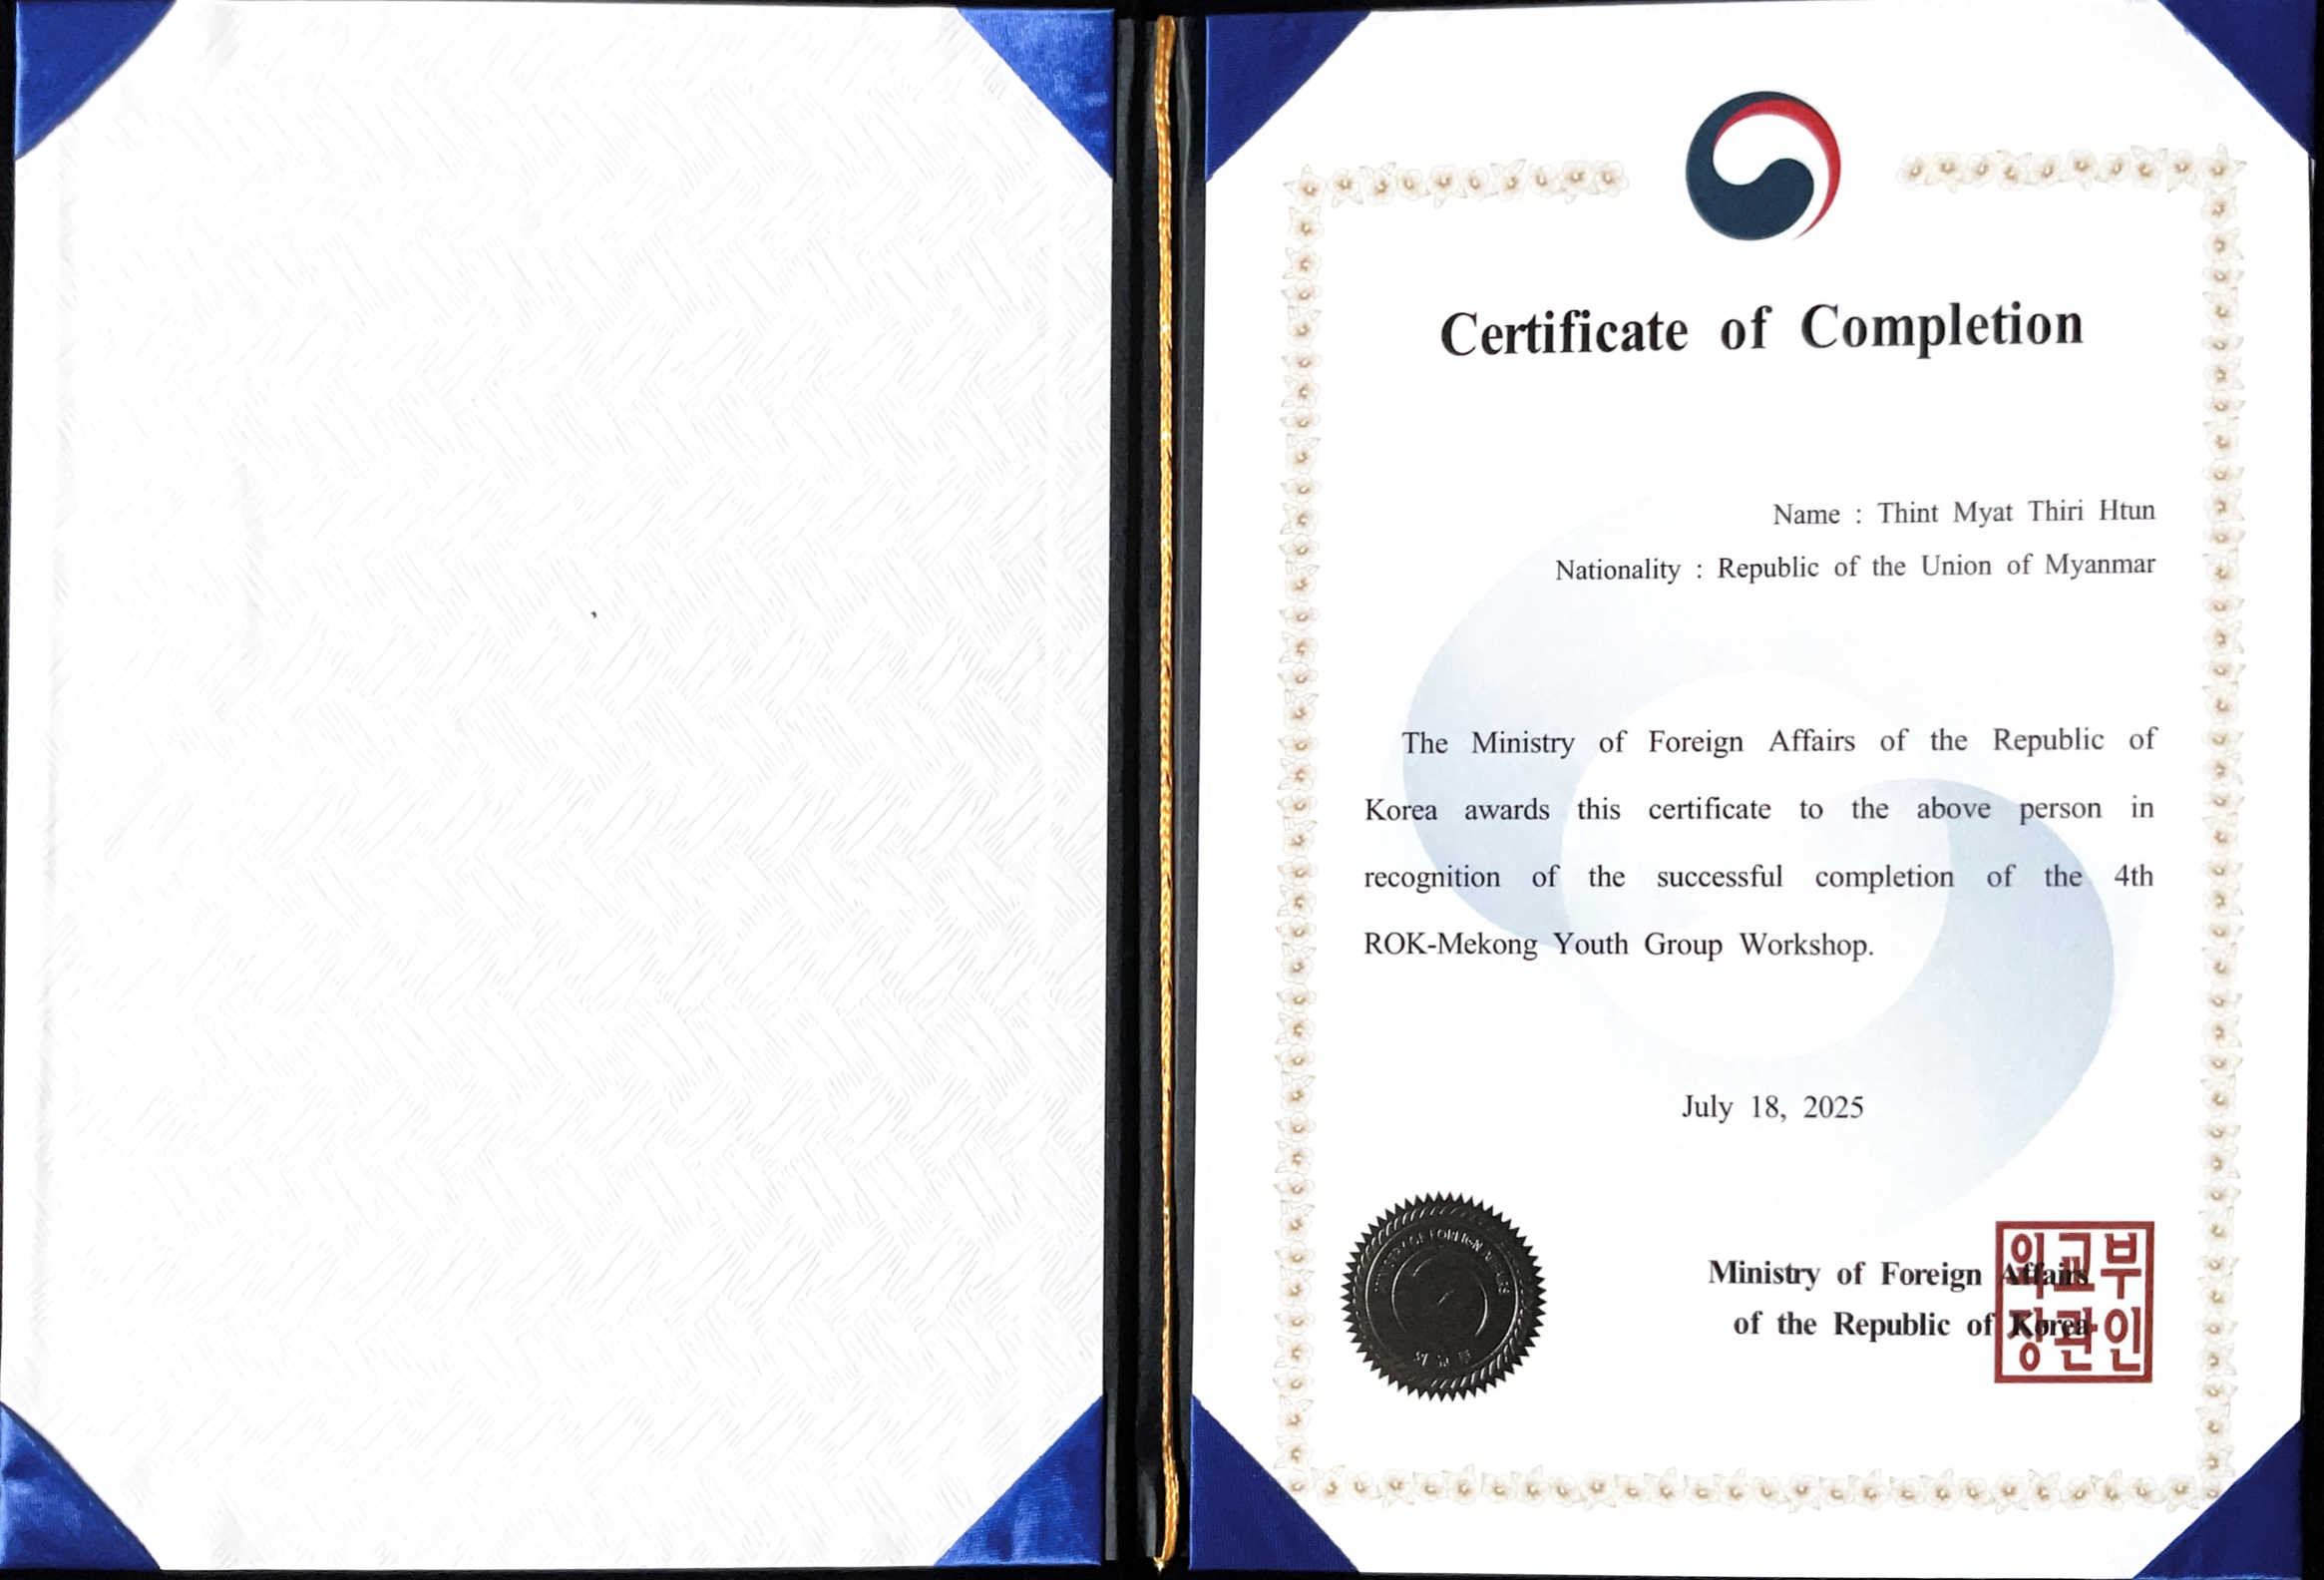 Certificate of Completion
Name : Thint Myat Thiri Htun
Nationality : Republic of the Union of Myanmar
The Ministry of Foreign Affairs of the Republic of
Korea awards this certificate to the above person in
recognition of the successful completion of the 4th
ROK-Mekong Youth Group Workshop.
July 18, 2025
OF FOREIGN
Ministry of Foreign Affairs
of the Republic of Korea
외교부
장관인